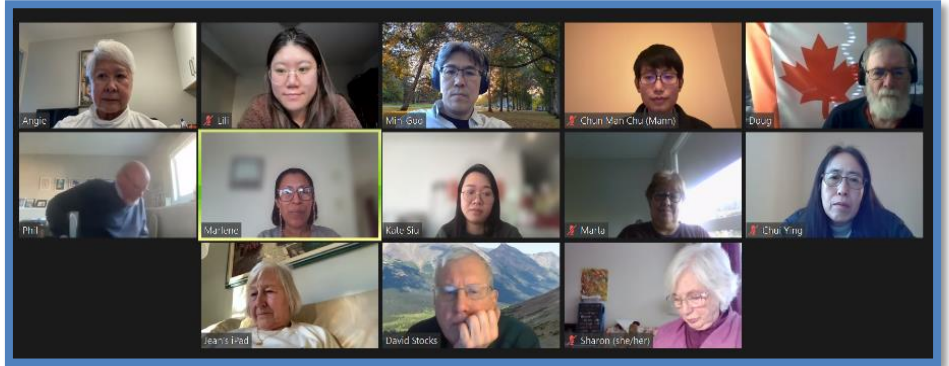 Angie
Lili
Min Guo
Chun Man Chu (Mann)
Doug
Phil
Marlene
Kate Siu
Marta
Chui Ying
Jean's iPad
David Stocks
Sharon (she/her)